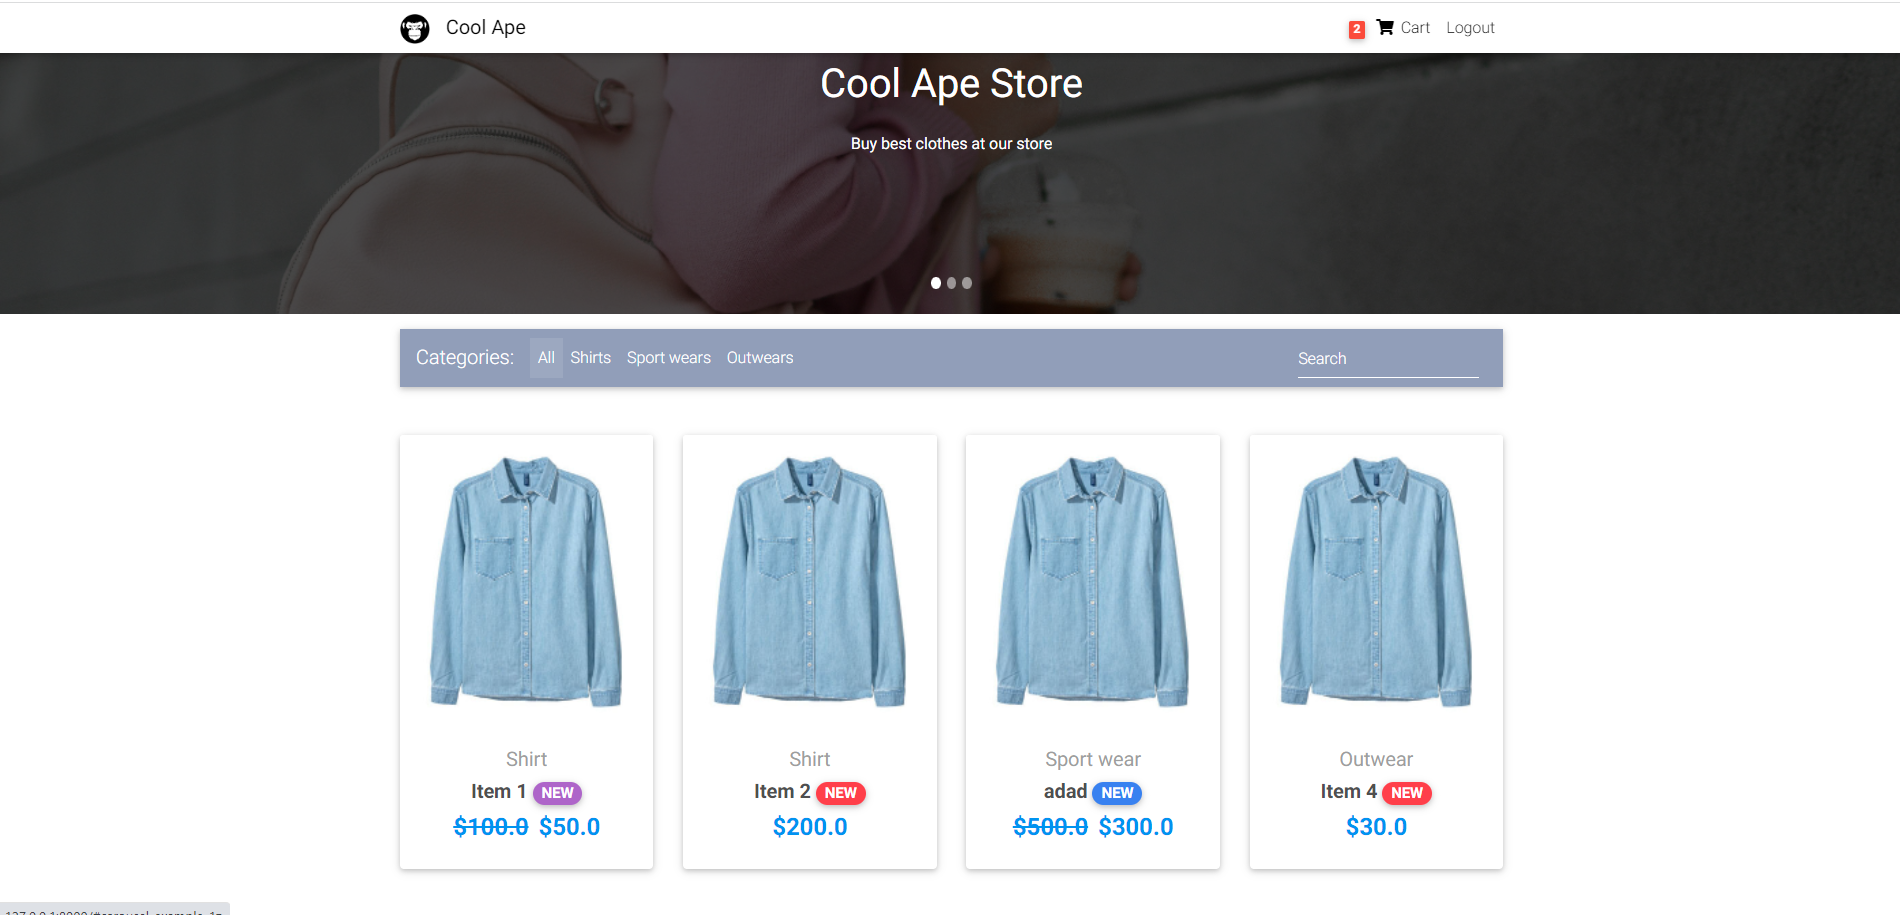 Cool Ape
2 Cart Logout
Cool Ape Store
Buy best clothes at our store
Categories: All Shirts Sport wears Outwears Search
Shirt
Item 1 NEW
$100.0 $50.0
Shirt
Item 2 NEW
$200.0
Sport wear
adad NEW
$500.0 $300.0
Outwear
Item 4 NEW
$30.0